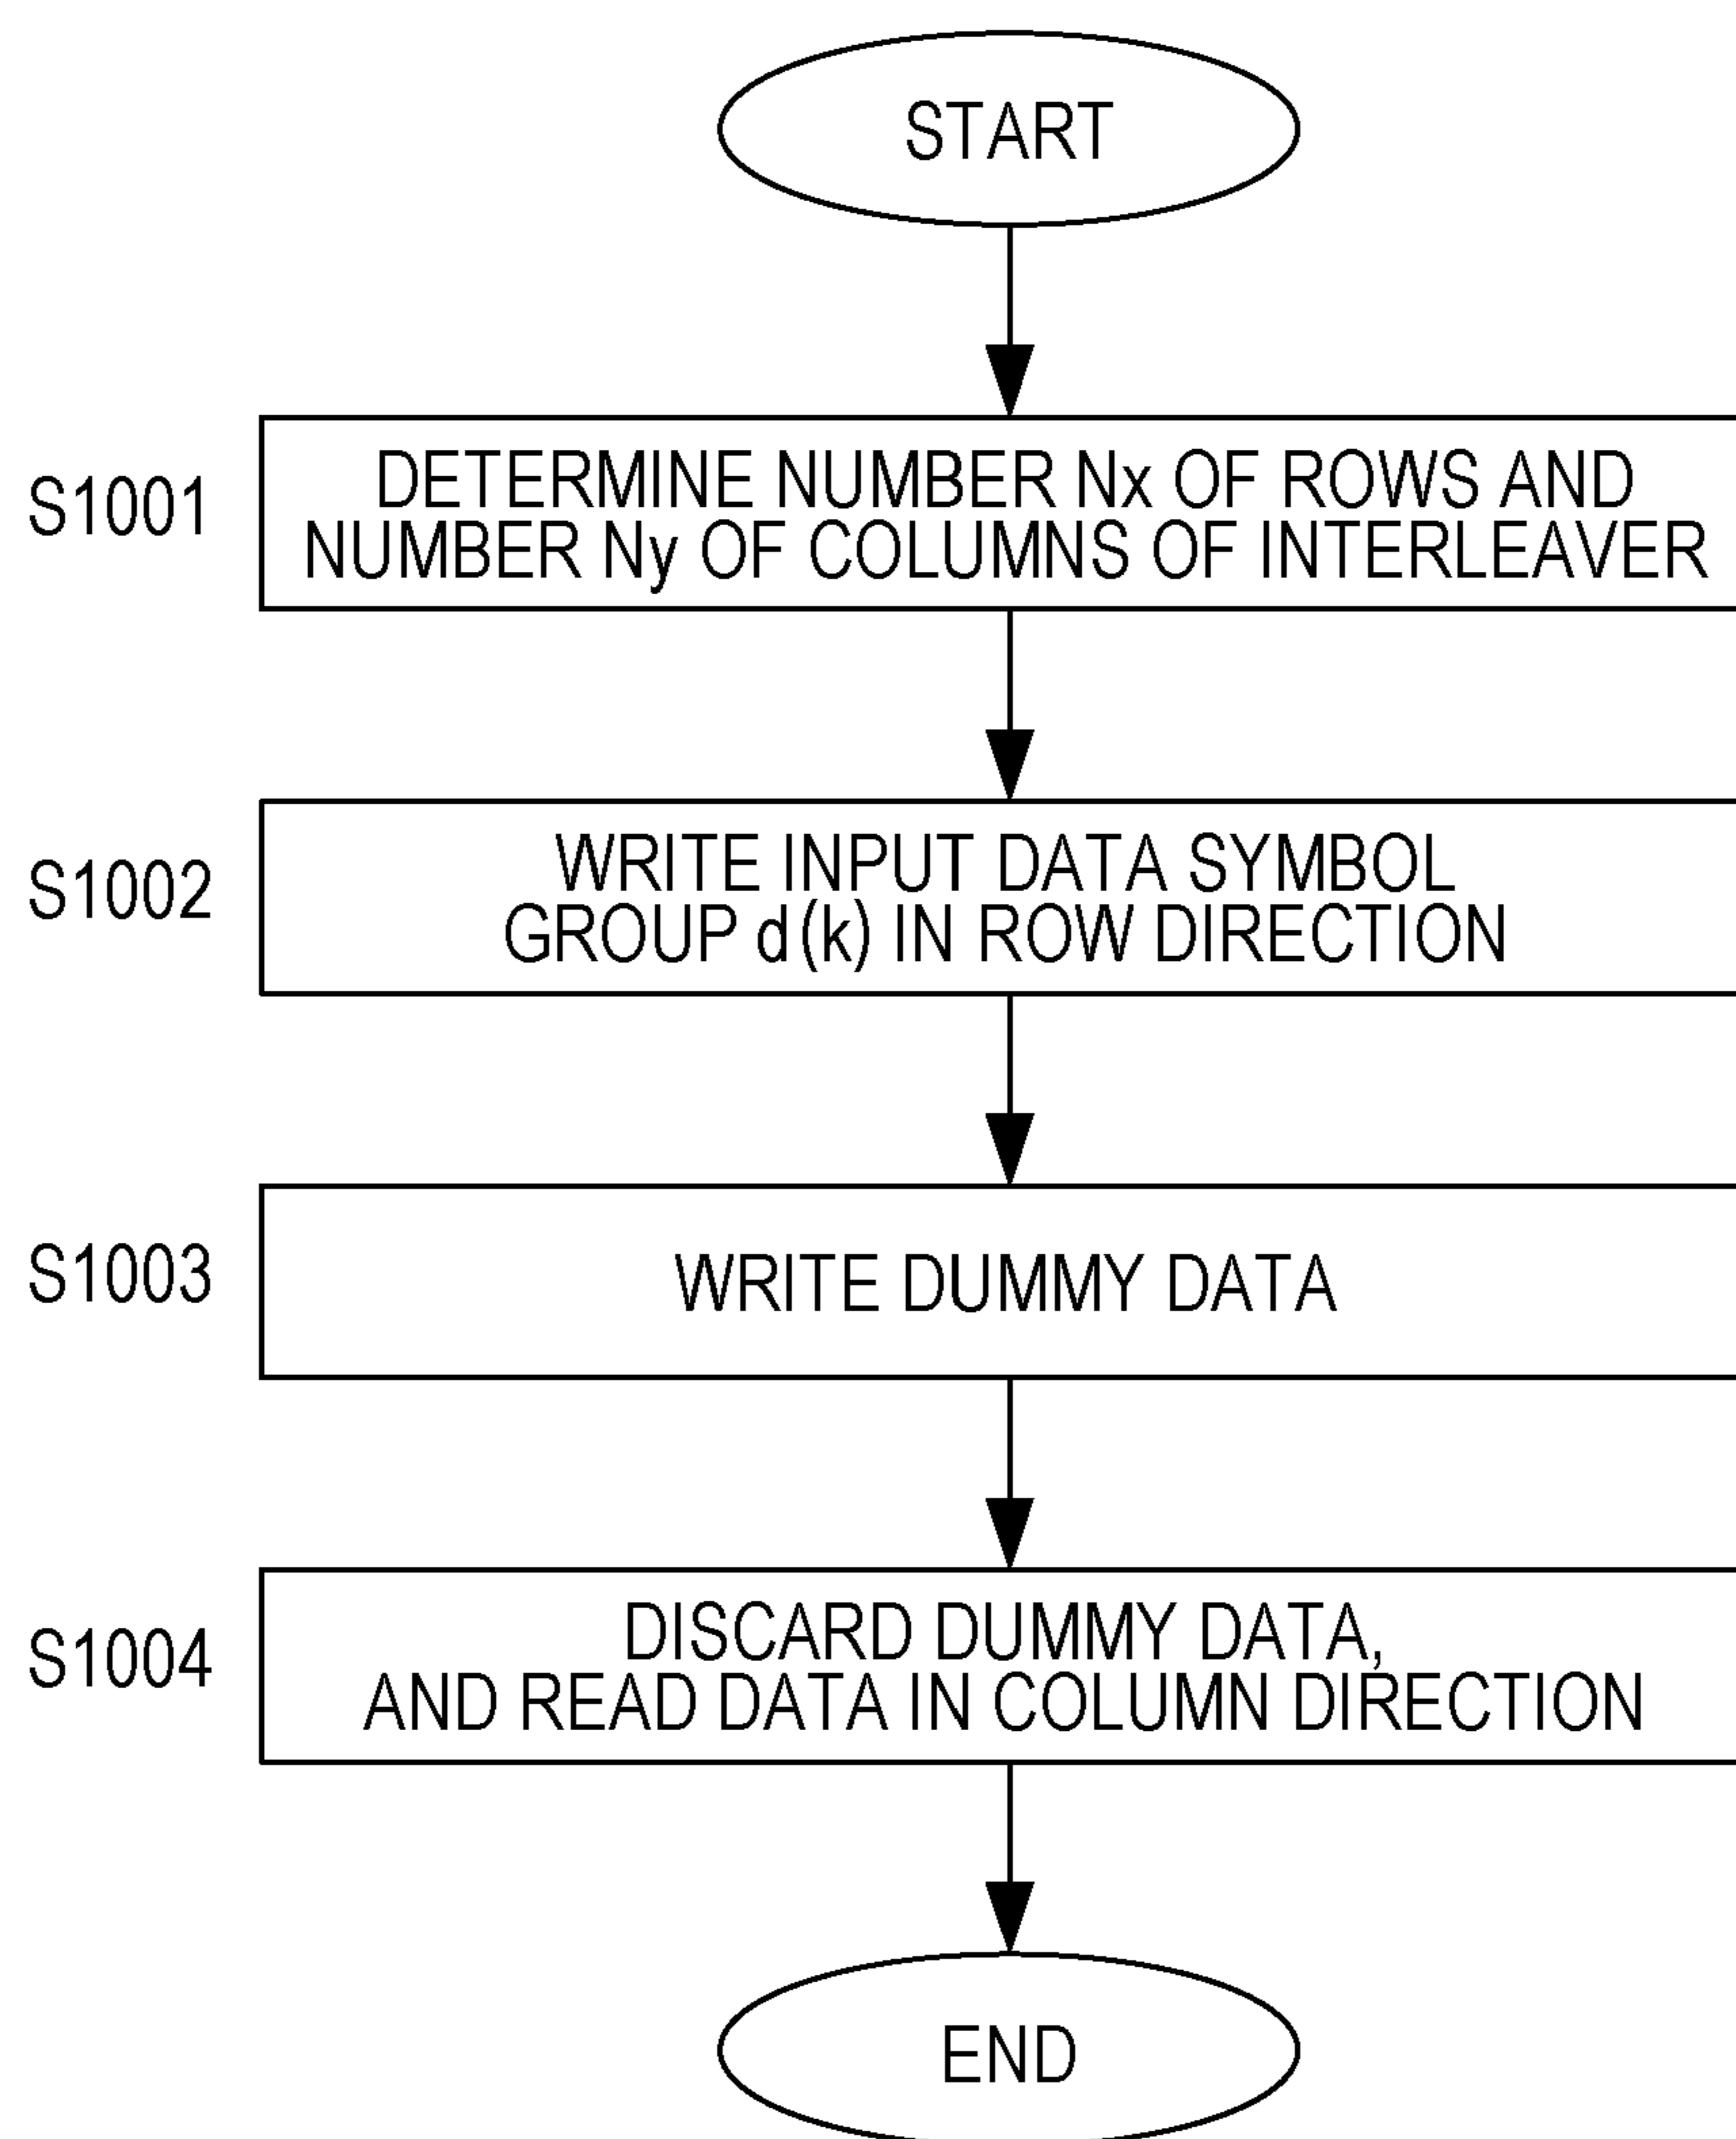 START
S1001
DETERMINE NUMBER Nx OF ROWS AND
NUMBER Ny OF COLUMNS OF INTERLEAVER
S1002
WRITE INPUT DATA SYMBOL
GROUP d(k) IN ROW DIRECTION
S1003
WRITE DUMMY DATA
S1004
DISCARD DUMMY DATA,
AND READ DATA IN COLUMN DIRECTION
END